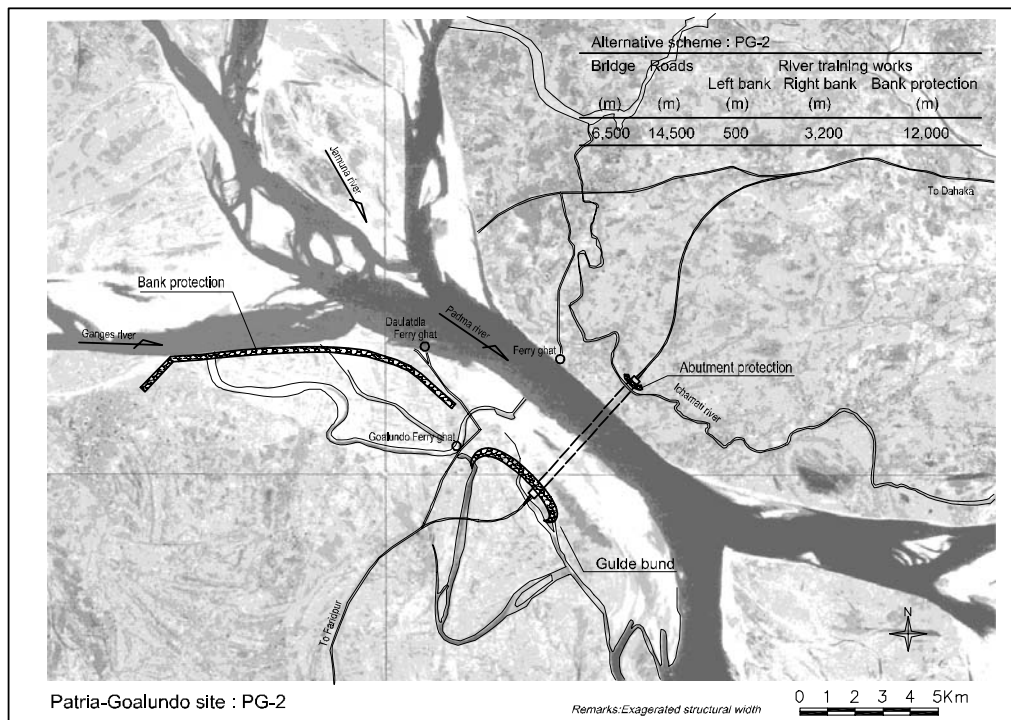 Alternative scheme : PG-2
Bridge Roads River training works
Left bank Right bank Bank protection
(m) (m) (m) (m) (m)
6,500 14,500 500 3,200 12,000
To Dahaka
Jamuna river
Bank protection
Ganges river
Daulatdia
Ferry ghat
Padma river
Ferry ghat
Abutment protection
Ichamati river
Goalundo Ferry ghat
Guide bund
To Faridpur
N
Patria-Goalundo site : PG-2
Remarks:Exagerated structural width
0 1 2 3 4 5Km